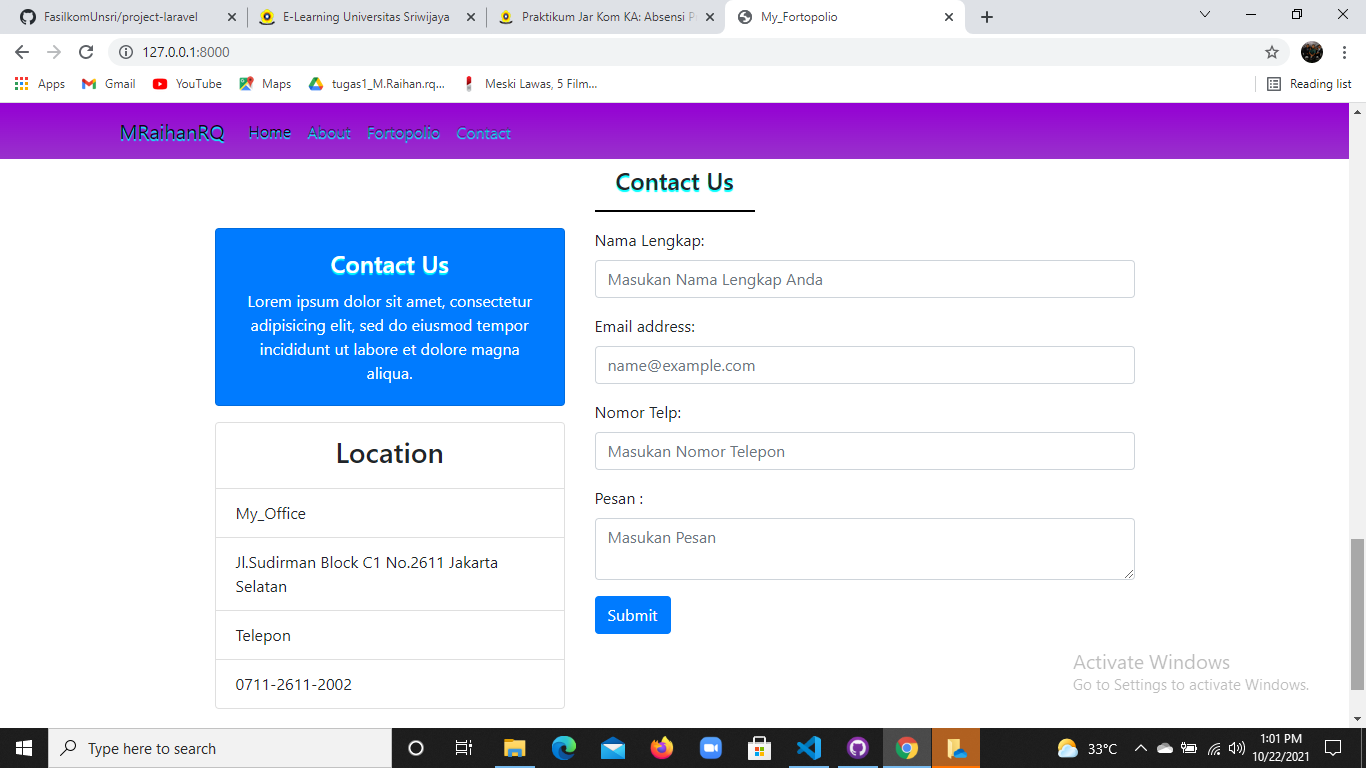 FasilkomUnsri/project-laravel
E-Learning Universitas Sriwijaya
Praktikum Jar Kom KA: Absensi P
My_Fortopolio
127.0.0.1:8000
Apps
Gmail
YouTube
Maps
tugas1_M.Raihan.rq...
Meski Lawas, 5 Film...
Reading list
MRaihanRQ
Home
About
Fortopolio
Contact
Contact Us
Contact Us
Lorem ipsum dolor sit amet, consectetur
adipisicing elit, sed do eiusmod tempor
incididunt ut labore et dolore magna
aliqua.
Location
My_Office
Jl.Sudirman Block C1 No.2611 Jakarta
Selatan
Telepon
0711-2611-2002
Nama Lengkap:
Masukan Nama Lengkap Anda
Email address:
name@example.com
Nomor Telp:
Masukan Nomor Telepon
Pesan :
Masukan Pesan
Submit
Activate Windows
Go to Settings to activate Windows.
Type here to search
33°C
1:01 PM
10/22/2021